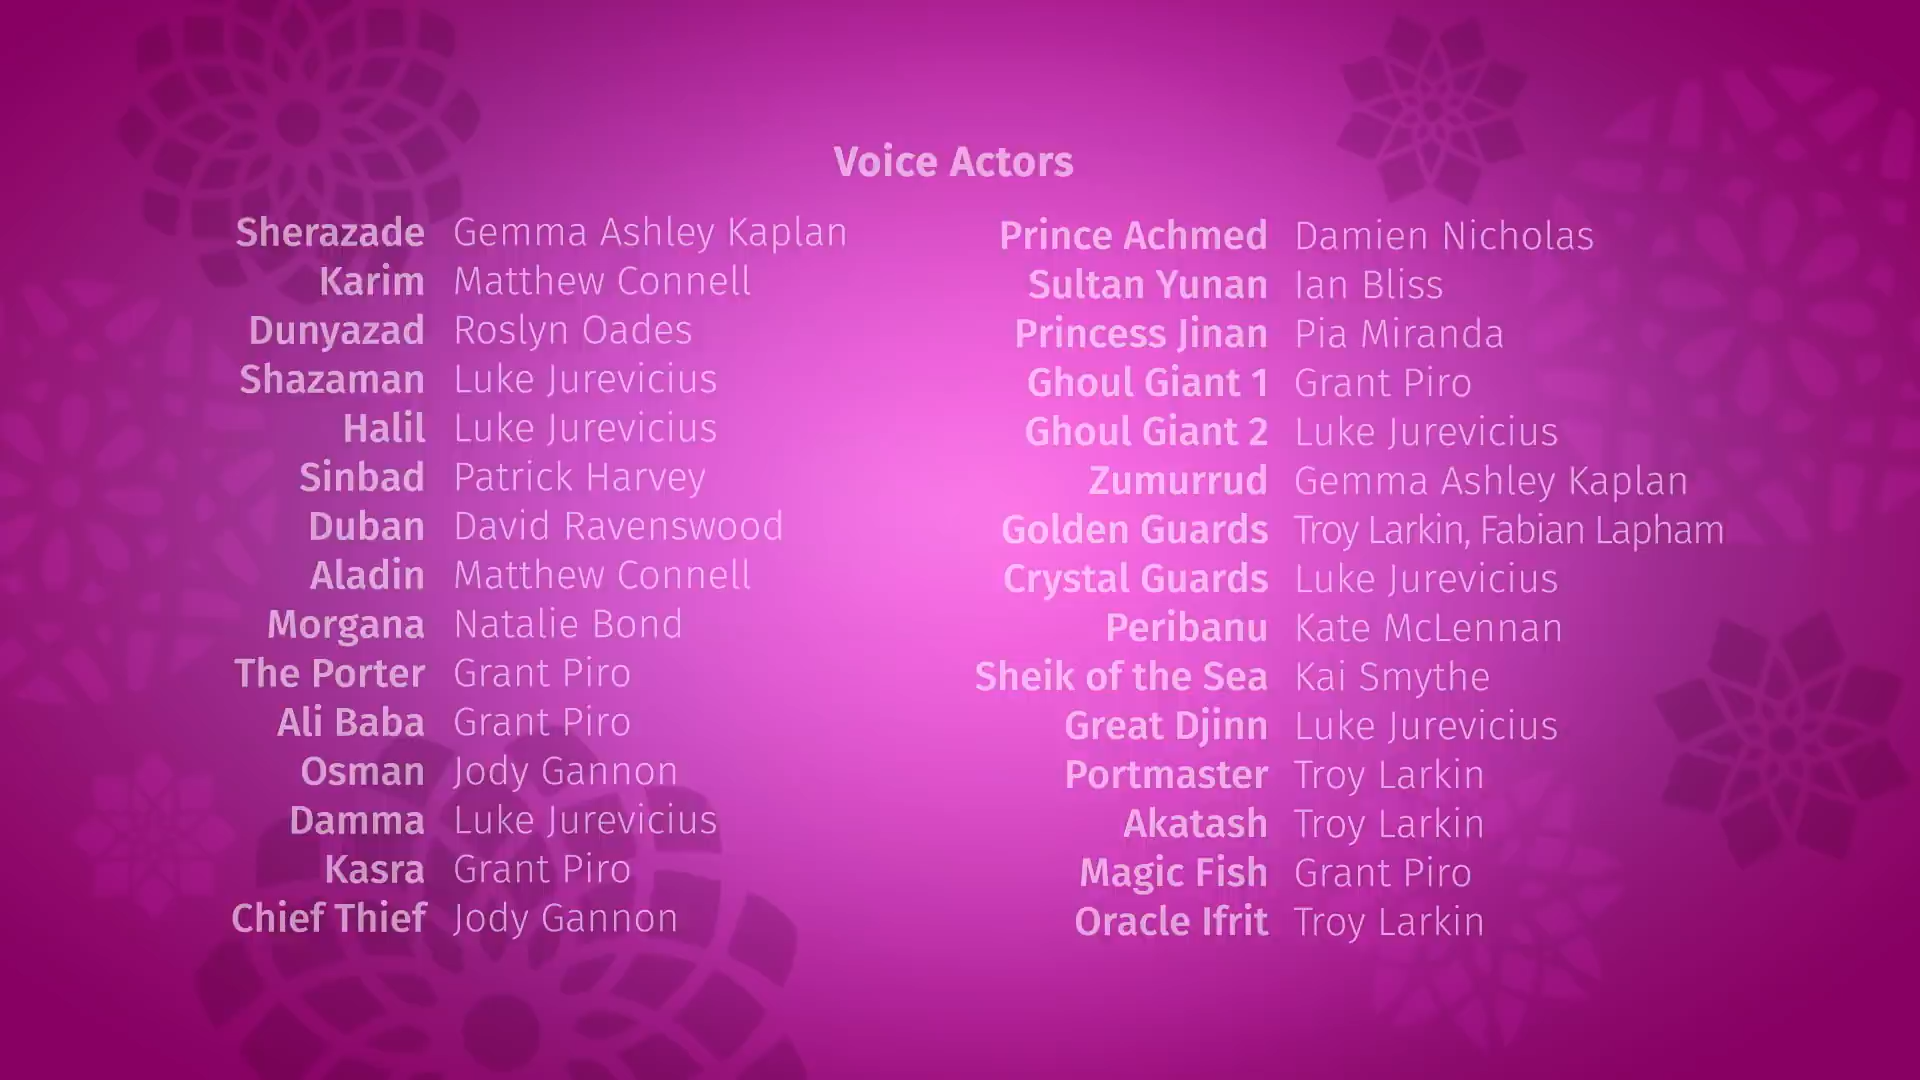 Voice Actors
Sherazade Gemma Ashley Kaplan
Karim Matthew Connell
Dunyazad Roslyn Oades
Shazaman Luke Jurevicius
Halil Luke Jurevicius
Sinbad Patrick Harvey
Duban David Ravenswood
Aladin Matthew Connell
Morgana Natalie Bond
The Porter Grant Piro
Ali Baba Grant Piro
Osman Jody Gannon
Damma Luke Jurevicius
Kasra Grant Piro
Chief Thief Jody Gannon
Prince Achmed Damien Nicholas
Sultan Yunan Ian Bliss
Princess Jinan Pia Miranda
Ghoul Giant 1 Grant Piro
Ghoul Giant 2 Luke Jurevicius
Zumurrud Gemma Ashley Kaplan
Golden Guards Troy Larkin, Fabian Lapham
Crystal Guards Luke Jurevicius
Peribanu Kate McLennan
Sheik of the Sea Kai Smythe
Great Djinn Luke Jurevicius
Portmaster Troy Larkin
Akatash Troy Larkin
Magic Fish Grant Piro
Oracle Ifrit Troy Larkin